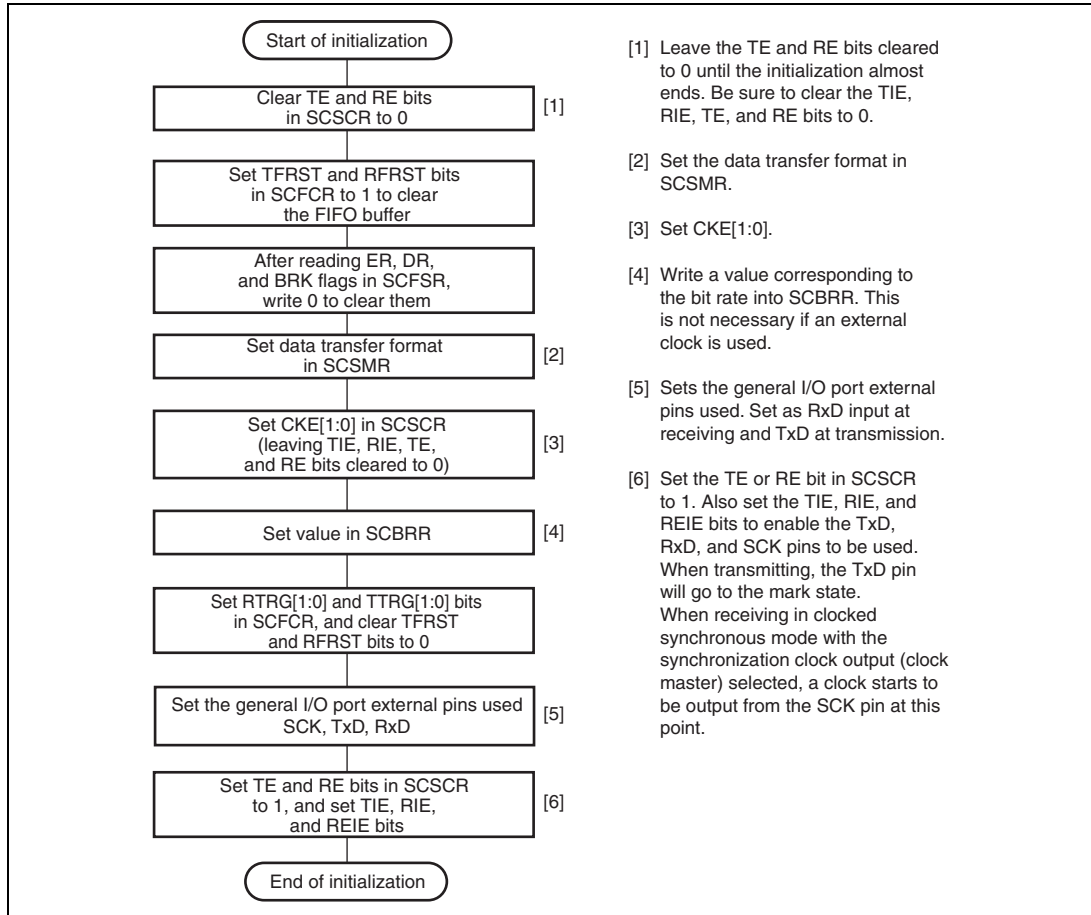 Start of initialization
Clear TE and RE bits
in SCSCR to 0
[1]
Set TFRST and RFRST bits
in SCFCR to 1 to clear
the FIFO buffer
After reading ER, DR,
and BRK flags in SCFSR,
write 0 to clear them
Set data transfer format
in SCSMR
[2]
Set CKE[1:0] in SCSCR
(leaving TIE, RIE, TE,
and RE bits cleared to 0)
[3]
Set value in SCBRR
[4]
Set RTRG[1:0] and TTRG[1:0] bits
in SCFCR, and clear TFRST
and RFRST bits to 0
Set the general I/O port external pins used
SCK, TxD, RxD
[5]
Set TE and RE bits in SCSCR
to 1, and set TIE, RIE,
and REIE bits
[6]
End of initialization
[1] Leave the TE and RE bits cleared
to 0 until the initialization almost
ends. Be sure to clear the TIE,
RIE, TE, and RE bits to 0.
[2] Set the data transfer format in
SCSMR.
[3] Set CKE[1:0].
[4] Write a value corresponding to
the bit rate into SCBRR. This
is not necessary if an external
clock is used.
[5] Sets the general I/O port external
pins used. Set as RxD input at
receiving and TxD at transmission.
[6] Set the TE or RE bit in SCSCR
to 1. Also set the TIE, RIE, and
REIE bits to enable the TxD,
RxD, and SCK pins to be used.
When transmitting, the TxD pin
will go to the mark state.
When receiving in clocked
synchronous mode with the
synchronization clock output (clock
master) selected, a clock starts to
be output from the SCK pin at this
point.